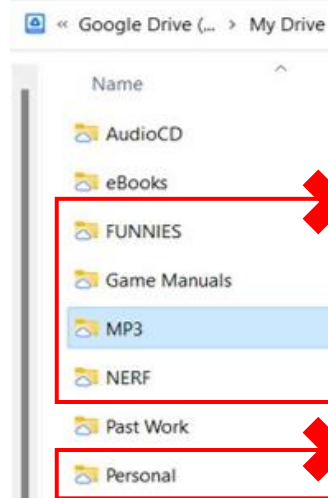 « Google Drive (... > My Drive
Name
AudioCD
eBooks
FUNNIES
Game Manuals
MP3
NERF
Past Work
Personal